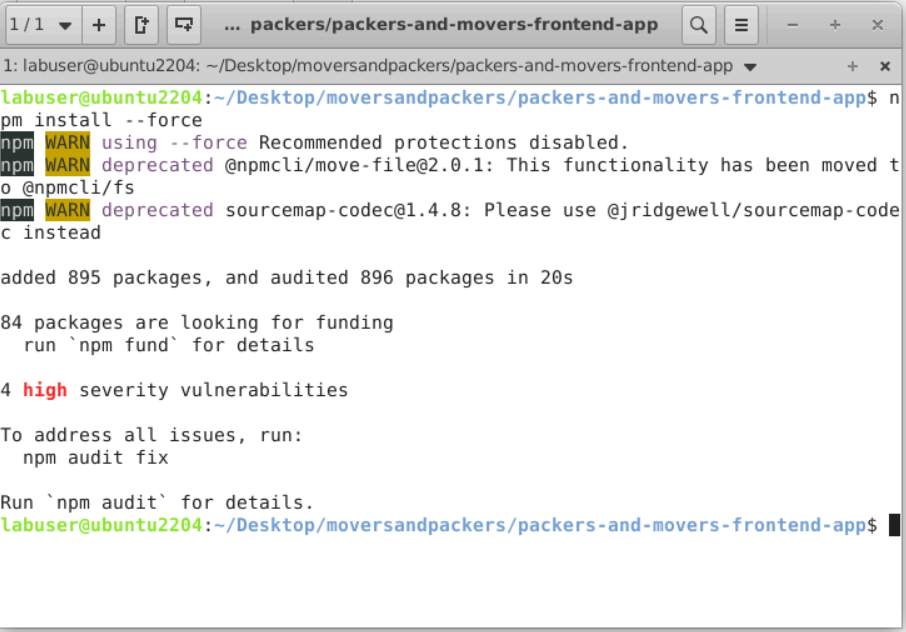 1 / 1
... packers/packers-and-movers-frontend-app
1: labuser@ubuntu2204: ~/Desktop/moversandpackers/packers-and-movers-frontend-app
labuser@ubuntu2204:~/Desktop/moversandpackers/packers-and-movers-frontend-app$ n
pm install --force
npm WARN using --force Recommended protections disabled.
npm WARN deprecated @npmcli/move-file@2.0.1: This functionality has been moved t
o @npmcli/fs
npm WARN deprecated sourcemap-codec@1.4.8: Please use @jridgewell/sourcemap-code
c instead
added 895 packages, and audited 896 packages in 20s
84 packages are looking for funding
run `npm fund` for details
4 high severity vulnerabilities
To address all issues, run:
npm audit fix
Run `npm audit` for details.
labuser@ubuntu2204:~/Desktop/moversandpackers/packers-and-movers-frontend-app$